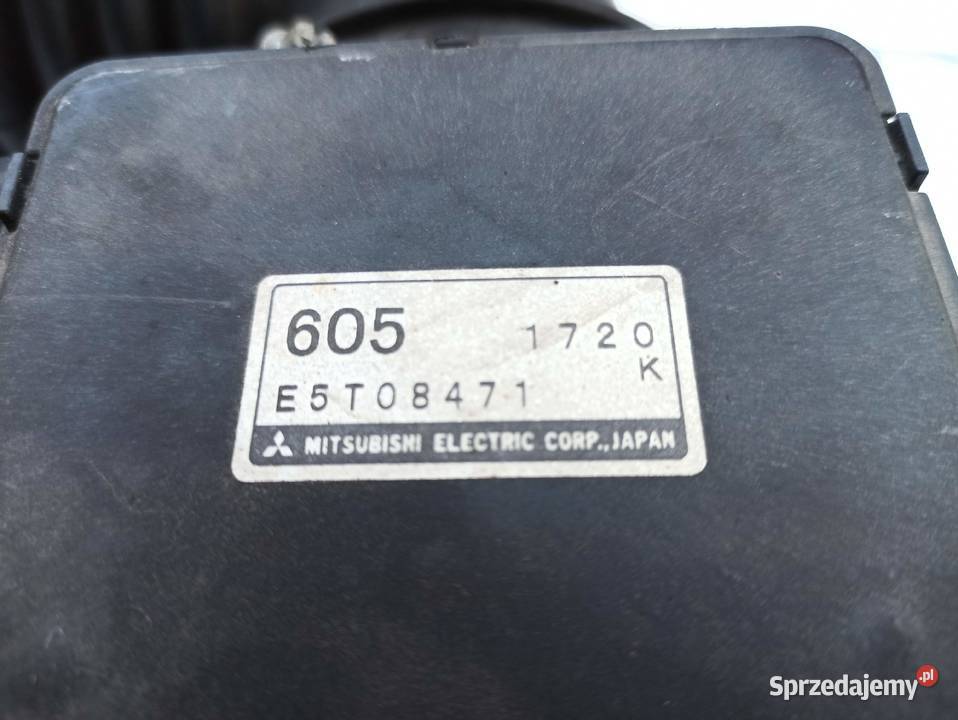 605 1720
K
E5T08471
MITSUBISHI ELECTRIC CORP., JAPAN
Sprzedajemy.pl